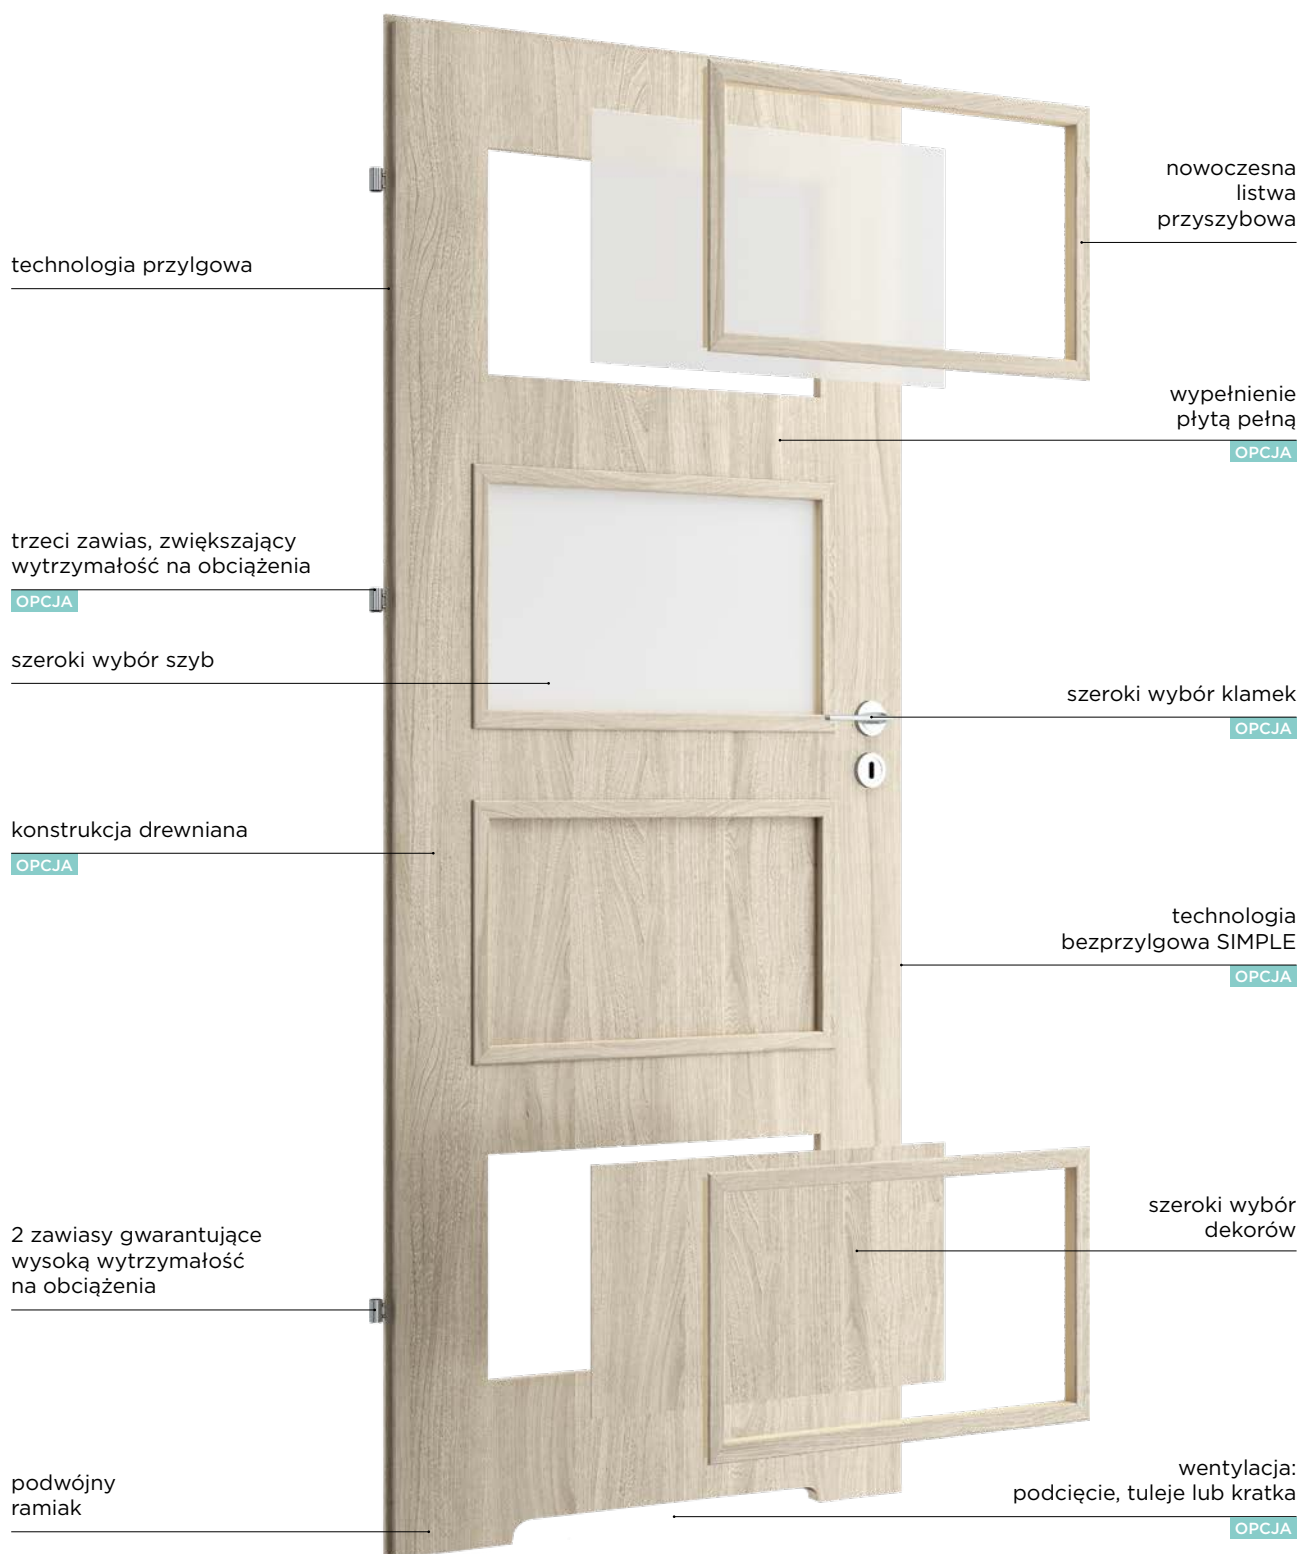 technologia przylgowa
trzeci zawias, zwiększający
wytrzymałość na obciążenia
OPCJA
szeroki wybór szyb
konstrukcja drewniana
OPCJA
2 zawiasy gwarantujące
wysoką wytrzymałość
na obciążenia
podwójny
ramiak
nowoczesna
listwa
przyszybowa
wypełnienie
płytą pełną
OPCJA
szeroki wybór klamek
OPCJA
technologia
bezprzylgowa SIMPLE
OPCJA
szeroki wybór
dekorów
wentylacja:
podcięcie, tuleje lub kratka
OPCJA